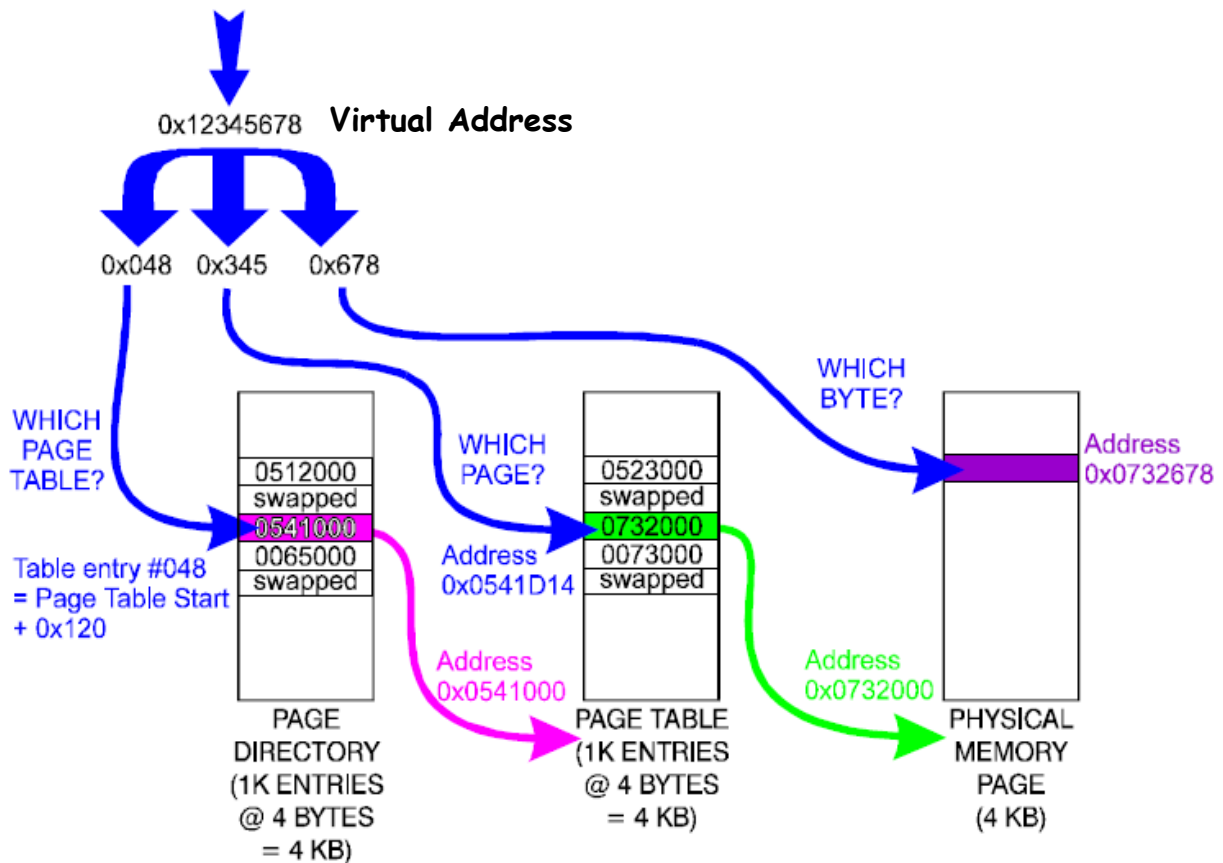 0x12345678 Virtual Address
0x048 0x345 0x678
WHICH
PAGE
TABLE?
Table entry #048
= Page Table Start
+ 0x120
0512000
swapped
0541000
0065000
swapped
Address
0x0541000
PAGE
DIRECTORY
(1K ENTRIES
@ 4 BYTES
= 4 KB)
WHICH
PAGE?
Address
0x0541D14
0523000
swapped
0732000
0073000
swapped
Address
0x0732000
PAGE TABLE
(1K ENTRIES
@ 4 BYTES
= 4 KB)
WHICH
BYTE?
Address
0x0732678
PHYSICAL
MEMORY
PAGE
(4 KB)